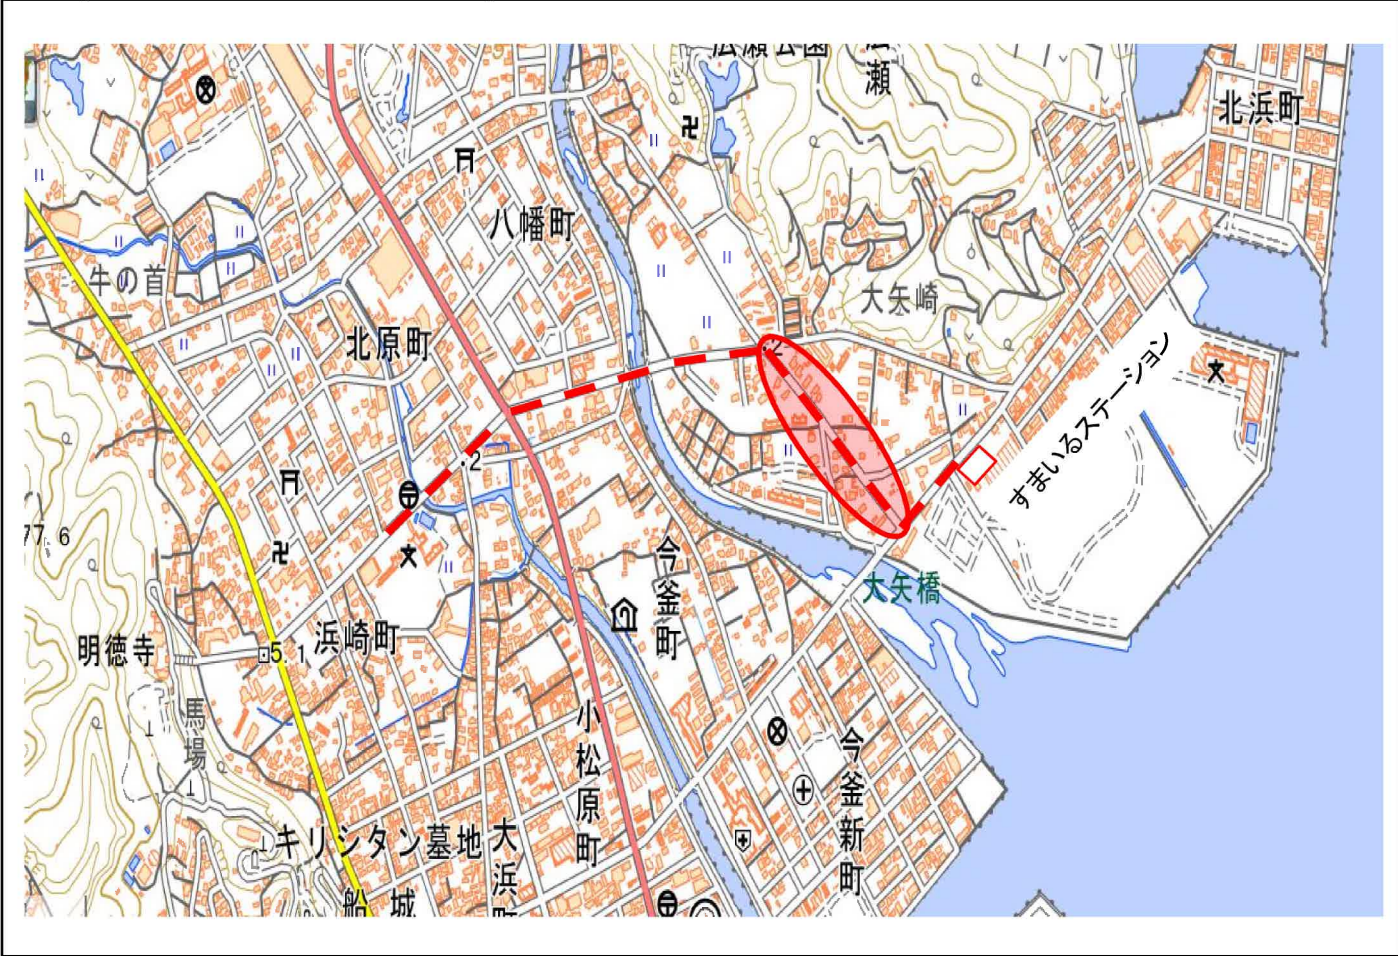 広瀬公園
広瀬
北浜町
八幡町
牛の首
大矢崎
北原町
.2
すまいるステーション
.2
77.6
今釜町
大矢橋
明徳寺
5.1
浜崎町
馬場
小松原町
今釜新町
キリシタン墓地
大浜町
船城